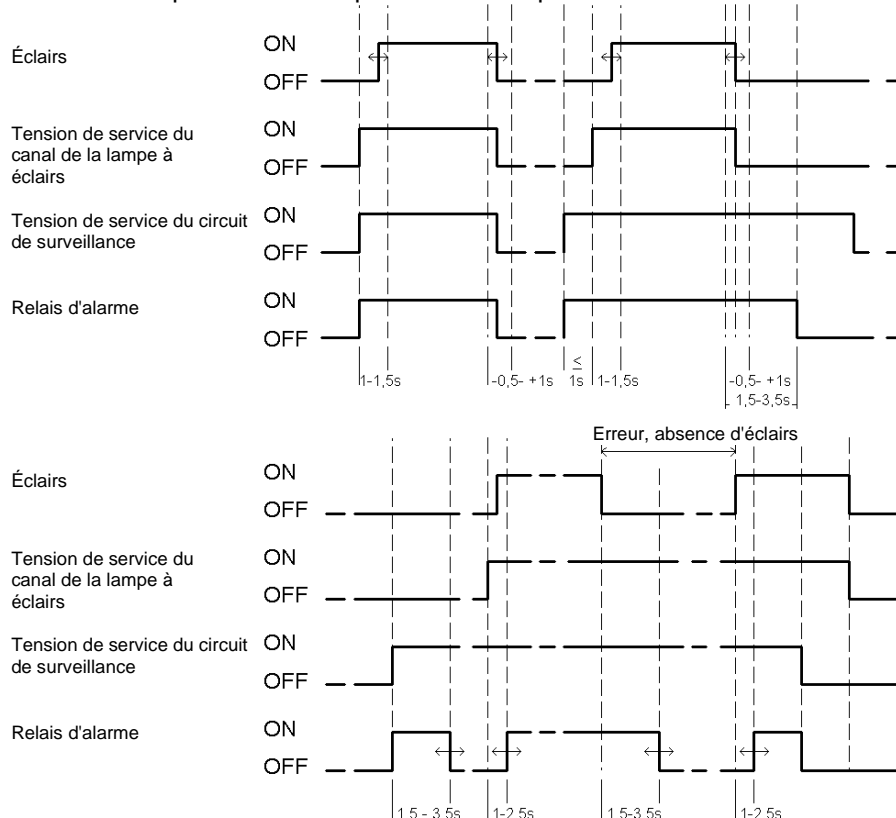 Éclairs
ON
OFF
Tension de service du
canal de la lampe à
éclairs
ON
OFF
Tension de service du circuit
de surveillance
ON
OFF
Relais d'alarme
ON
OFF
1-1,5s
-0,5- +1s
≤
1s
1-1,5s
-0,5- +1s
1,5-3,5s
Erreur, absence d'éclairs
Éclairs
ON
OFF
Tension de service du
canal de la lampe à
éclairs
ON
OFF
Tension de service du circuit
de surveillance
ON
OFF
Relais d'alarme
ON
OFF
1,5 - 3,5s
1-2,5s
1,5-3,5s
1-2,5s